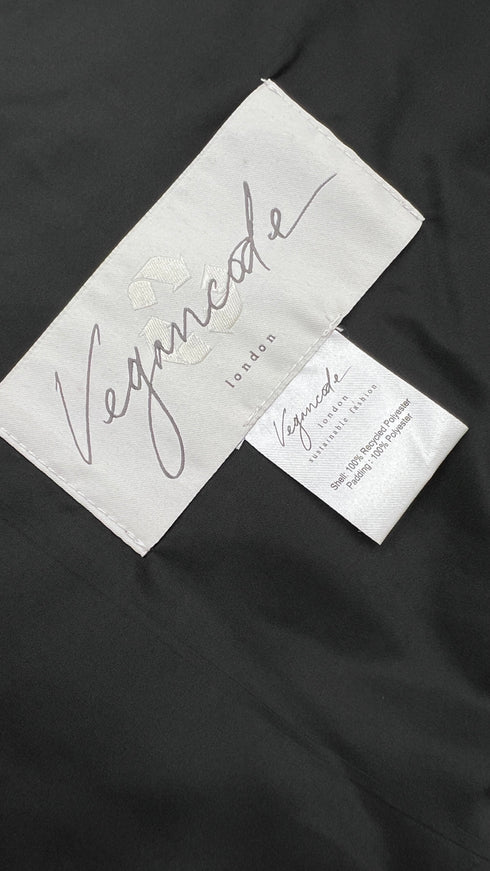 Vegancode
london
Vegancode
london
sustainable fashion
Shell: 100% Recycled Polyester
Padding : 100% Polyester